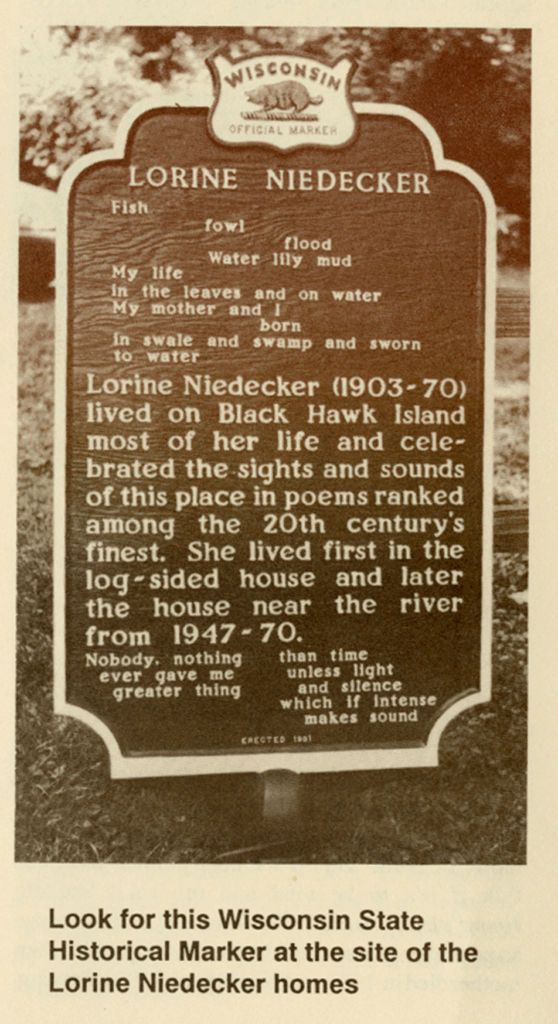 WISCONSIN
OFFICIAL MARKER
LORINE NIEDECKER
Fish
fowl
flood
Water lily mud
My life
in the leaves and on water
My mother and I
born
in swale and swamp and sworn
to water
Lorine Niedecker (1903-70)
lived on Black Hawk Island
most of her life and cele-
brated the sights and sounds
of this place in poems ranked
among the 20th century's
finest. She lived first in the
log-sided house and later
the house near the river
from 1947-70.
Nobody, nothing
ever gave me
greater thing
than time
unless light
and silence
which if intense
makes sound
ERECTED 1991
Look for this Wisconsin State
Historical Marker at the site of the
Lorine Niedecker homes